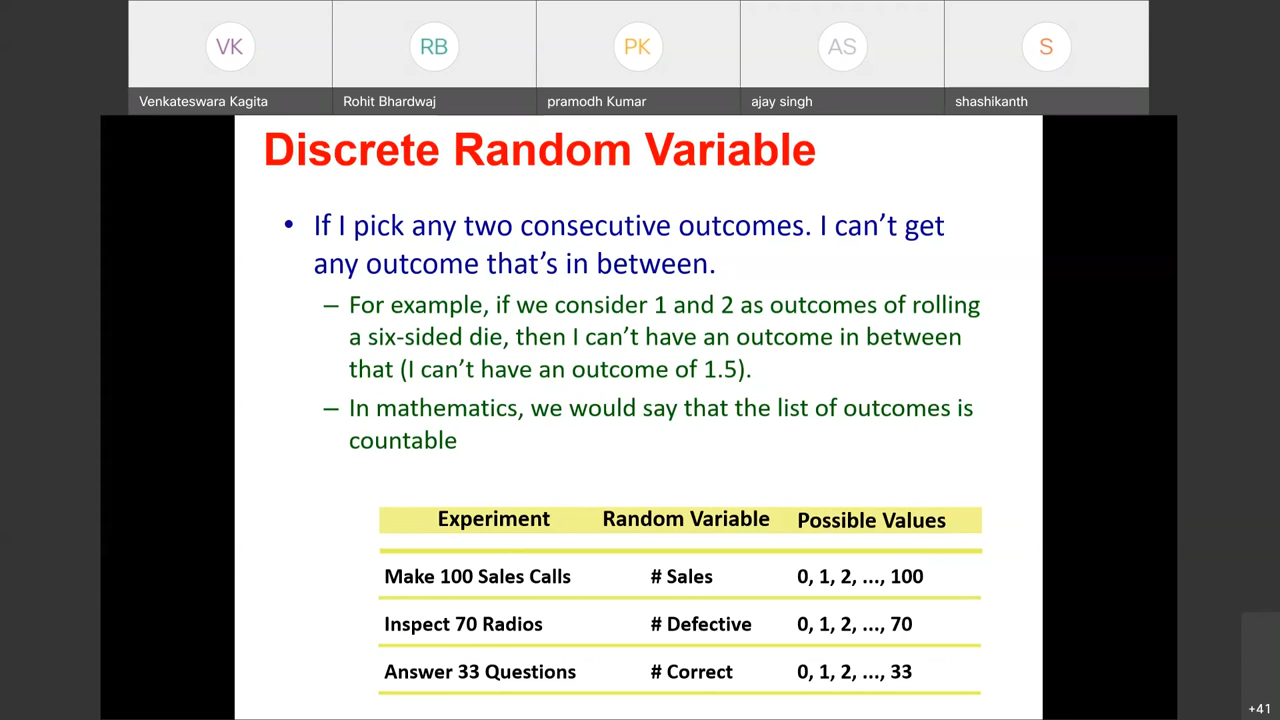 VK
RB
PK
AS
S
Venkateswara Kagita
Rohit Bhardwaj
pramodh Kumar
ajay singh
shashikanth
Discrete Random Variable
• If I pick any two consecutive outcomes. I can’t get
any outcome that’s in between.
– For example, if we consider 1 and 2 as outcomes of rolling
a six-sided die, then I can’t have an outcome in between
that (I can’t have an outcome of 1.5).
– In mathematics, we would say that the list of outcomes is
countable
Experiment Random Variable Possible Values
Make 100 Sales Calls # Sales 0, 1, 2, ..., 100
Inspect 70 Radios # Defective 0, 1, 2, ..., 70
Answer 33 Questions # Correct 0, 1, 2, ..., 33
+41